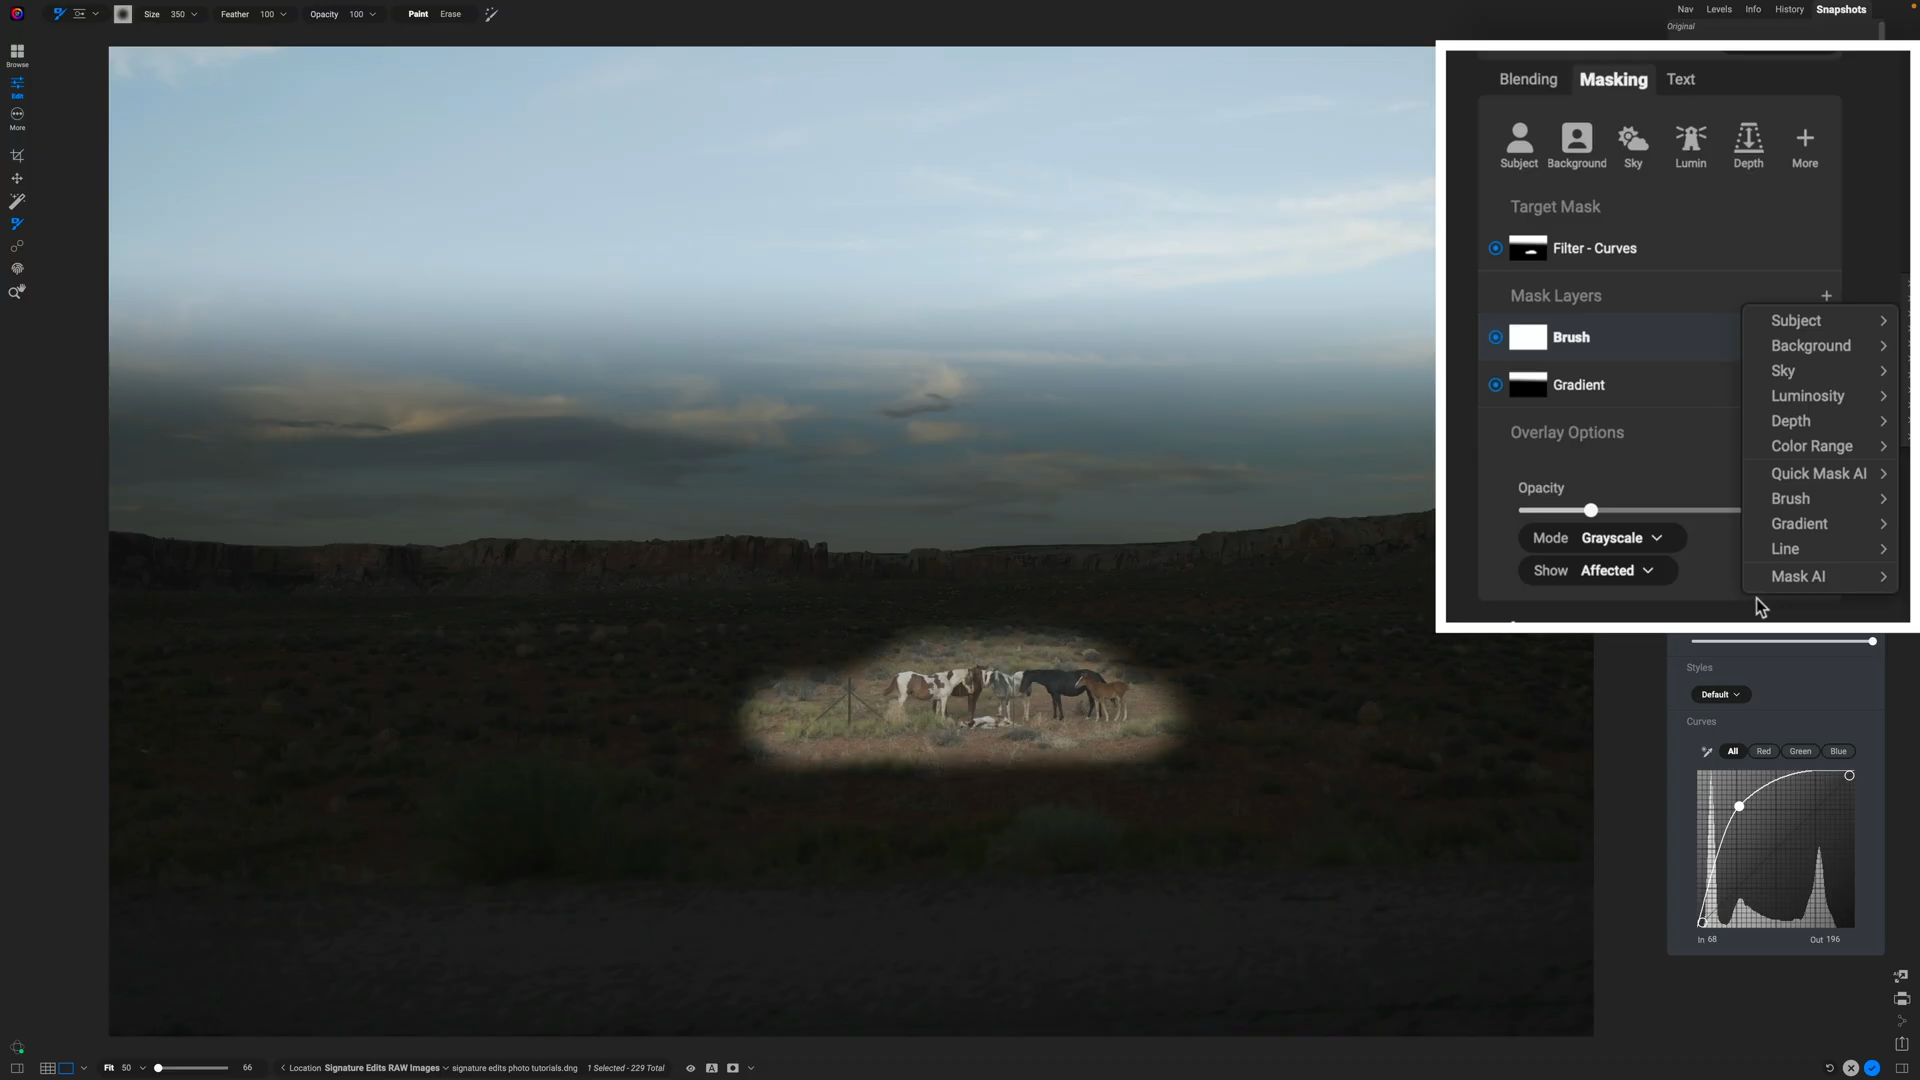 Size 350 Feather 100 Opacity 100 Paint Erase
Nav Levels Info History Snapshots
Original
Browse
Edit
More
Blending Masking Text
Subject Background Sky Lumin Depth More
Target Mask
Filter - Curves
Mask Layers +
Brush
Gradient
Overlay Options
Opacity
Mode Grayscale
Show Affected
Subject
Background
Sky
Luminosity
Depth
Color Range
Quick Mask AI
Brush
Gradient
Line
Mask AI
Styles
Default
Curves
All Red Green Blue
In 68 Out 196
Fit 50 66 Location Signature Edits RAW Images signature edits photo tutorials.dng 1 Selected - 229 Total A